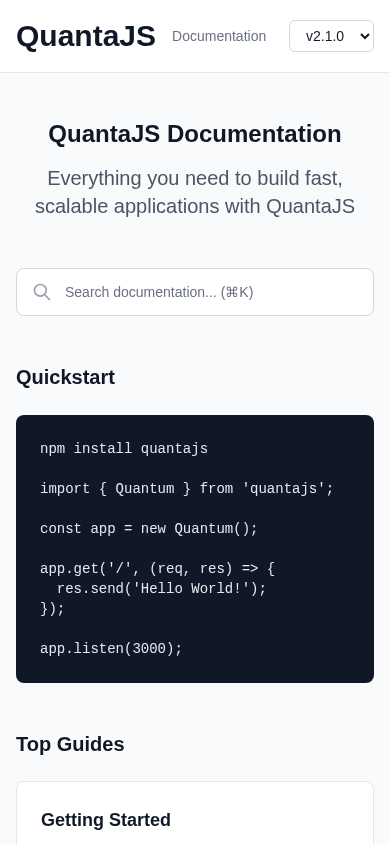 QuantaJS Documentation v2.1.0
QuantaJS Documentation
Everything you need to build fast,
scalable applications with QuantaJS
Search documentation... (⌘K)
Quickstart
npm install quantajs
import { Quantum } from 'quantajs';
const app = new Quantum();
app.get('/', (req, res) => {
  res.send('Hello World!');
});
app.listen(3000);
Top Guides
Getting Started